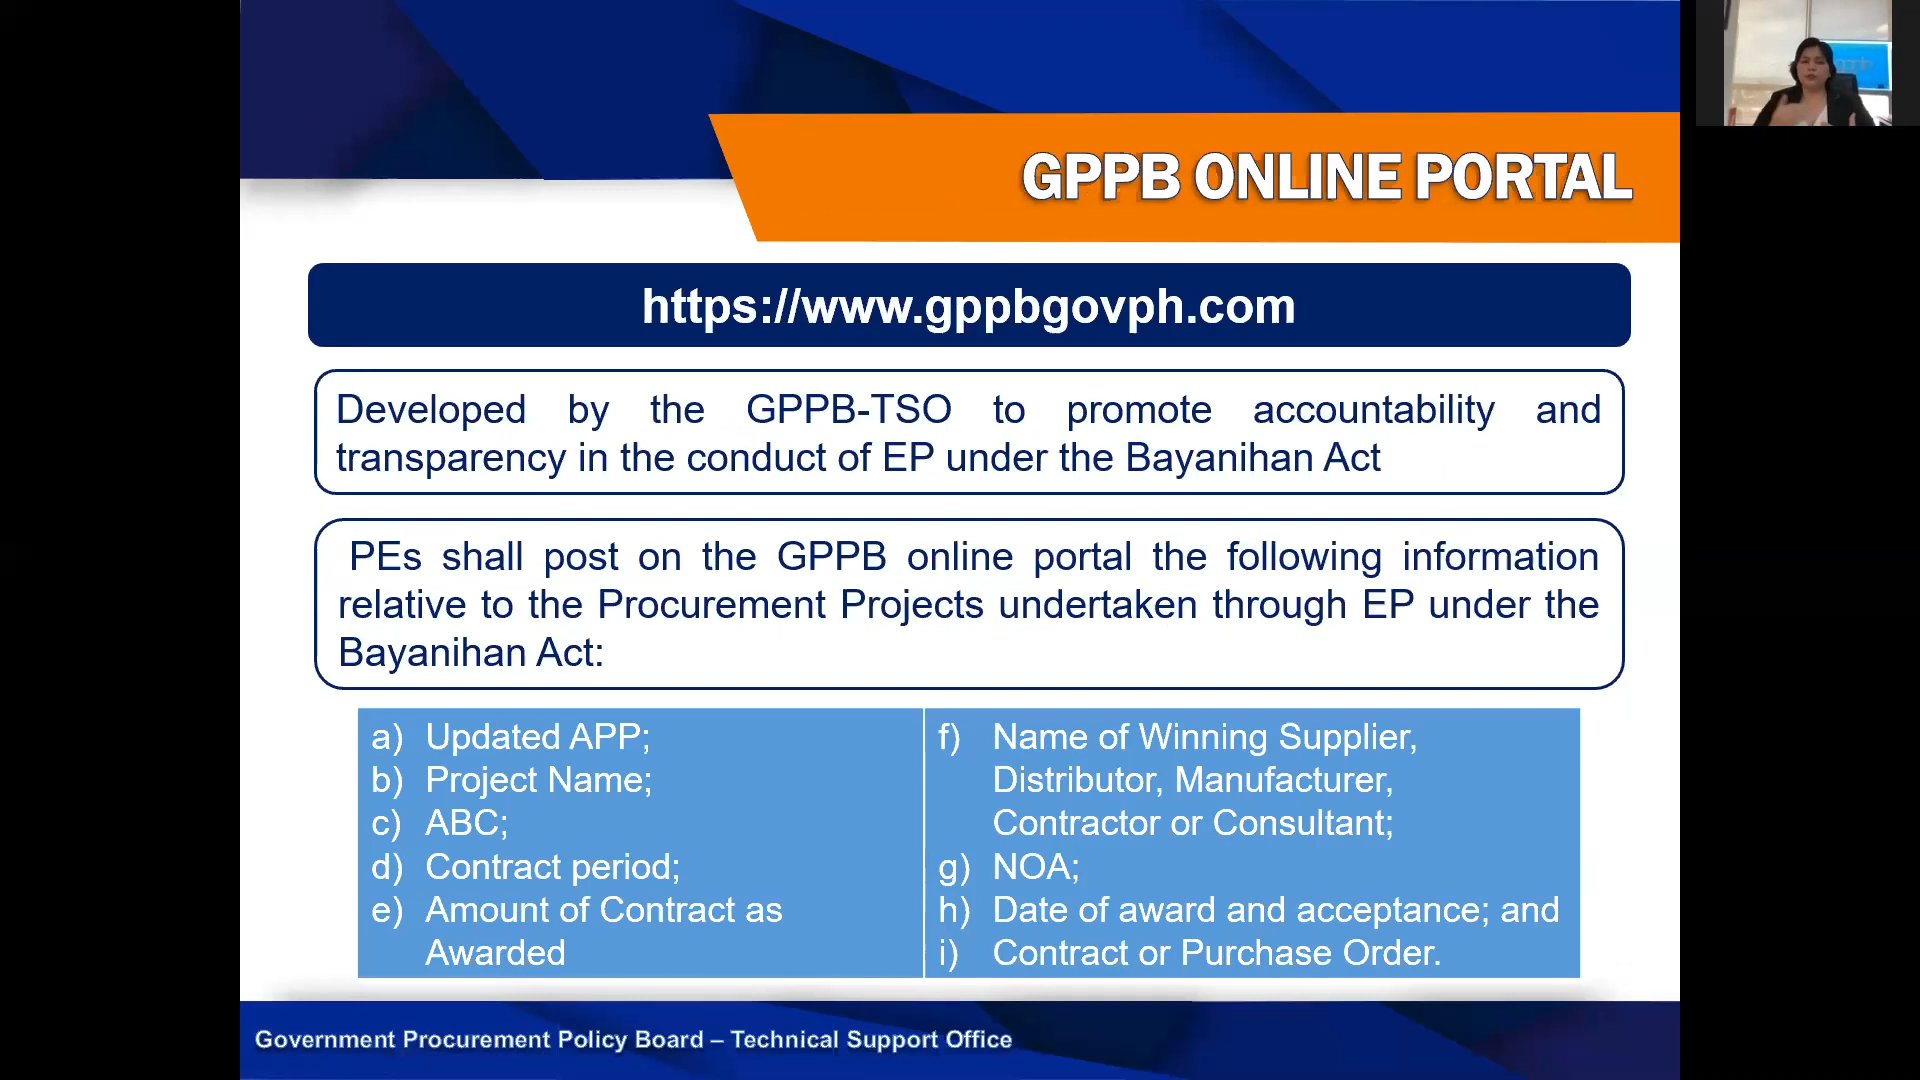 GPPB ONLINE PORTAL
https://www.gppbgovph.com
Developed by the GPPB-TSO to promote accountability and
transparency in the conduct of EP under the Bayanihan Act
PEs shall post on the GPPB online portal the following information
relative to the Procurement Projects undertaken through EP under the
Bayanihan Act:
a) Updated APP;
b) Project Name;
c) ABC;
d) Contract period;
e) Amount of Contract as
Awarded
f) Name of Winning Supplier,
Distributor, Manufacturer,
Contractor or Consultant;
g) NOA;
h) Date of award and acceptance; and
i) Contract or Purchase Order.
Government Procurement Policy Board – Technical Support Office